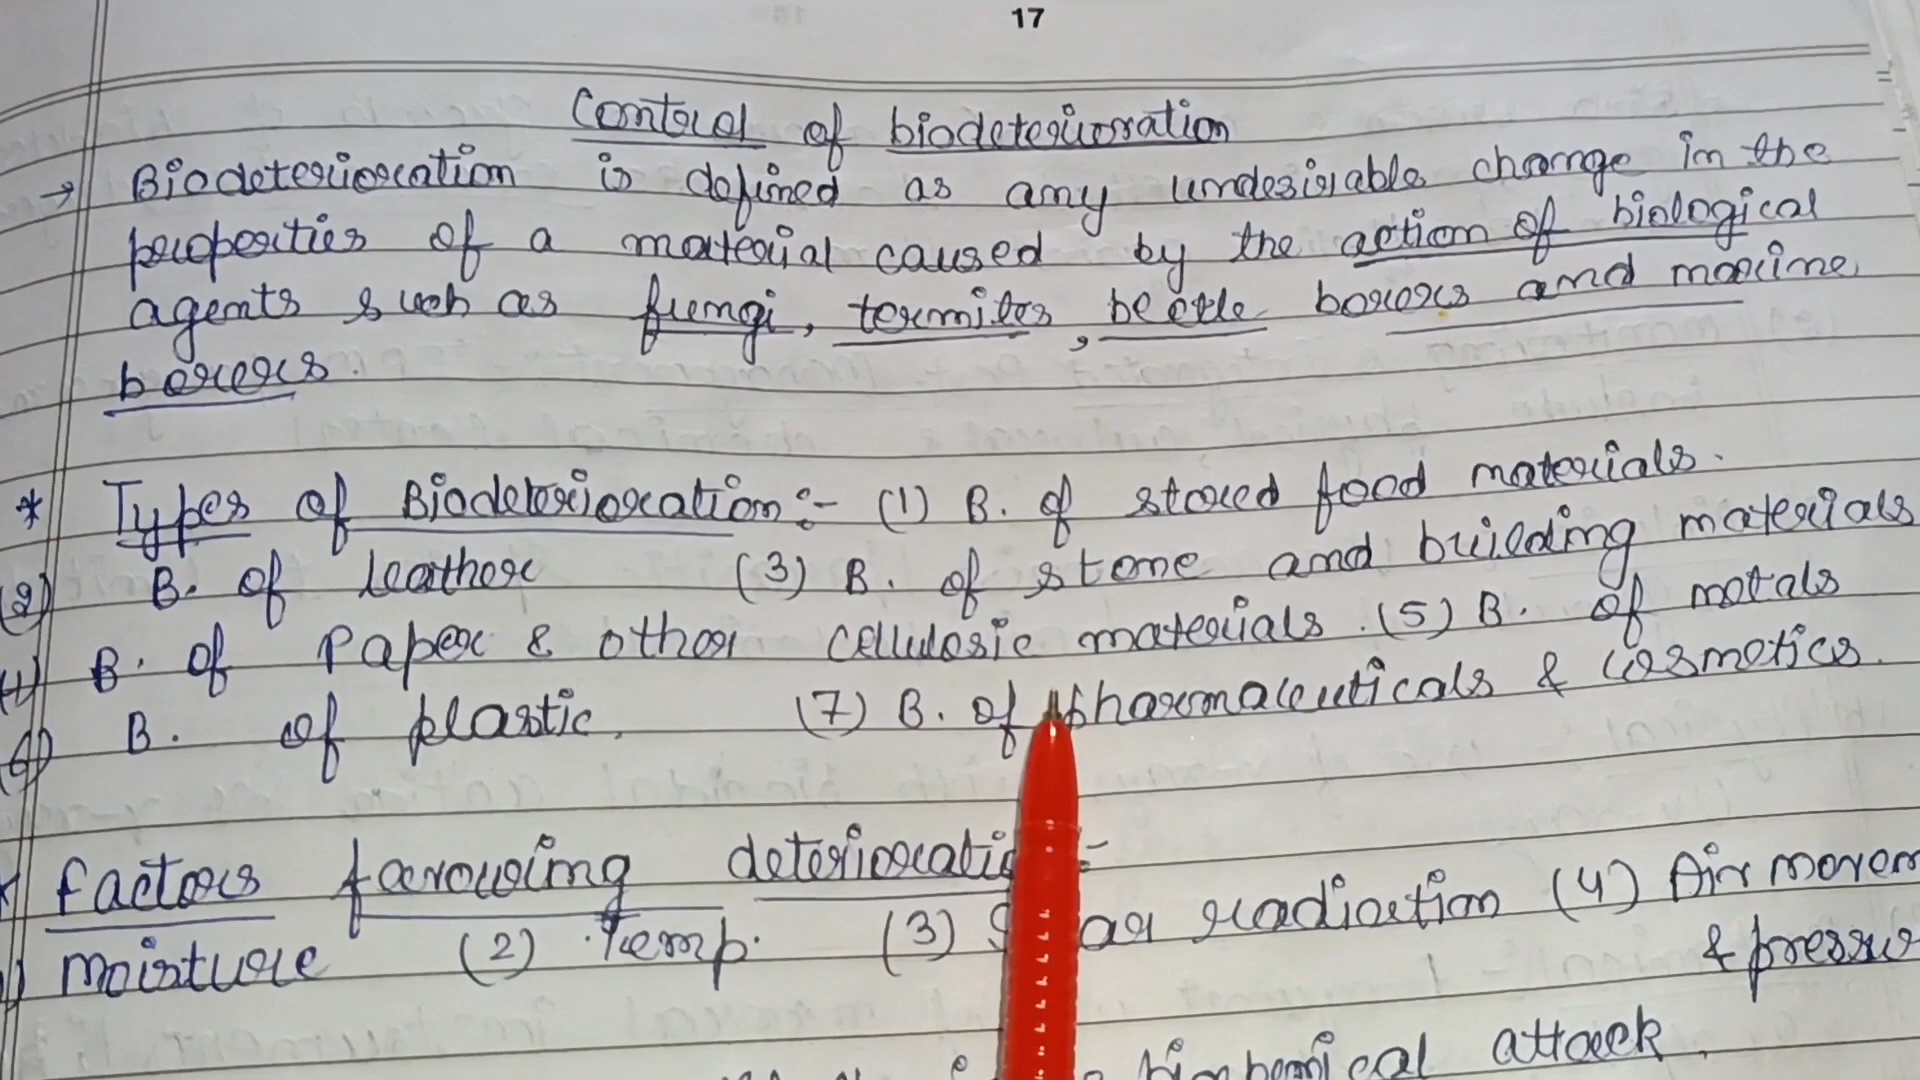 17
Control of biodeterioration
→ Biodeterioration is defined as any undesirable change in the
properties of a material caused by the action of biological
agents such as fungi, termites, beetle borers and marine
borers.
* Types of Biodeterioration :- (1) B. of stored food materials.
(2) B. of leather (3) B. of stone and building materials
(4) B. of Paper & other cellulosic materials. (5) B. of metals
(6) B. of plastic. (7) B. of pharmaceuticals & Cosmetics.
factors favouring deterioratio :-
moisture (2) Temp. (3) S ar radiation (4) Air movem
& pressur
attack.